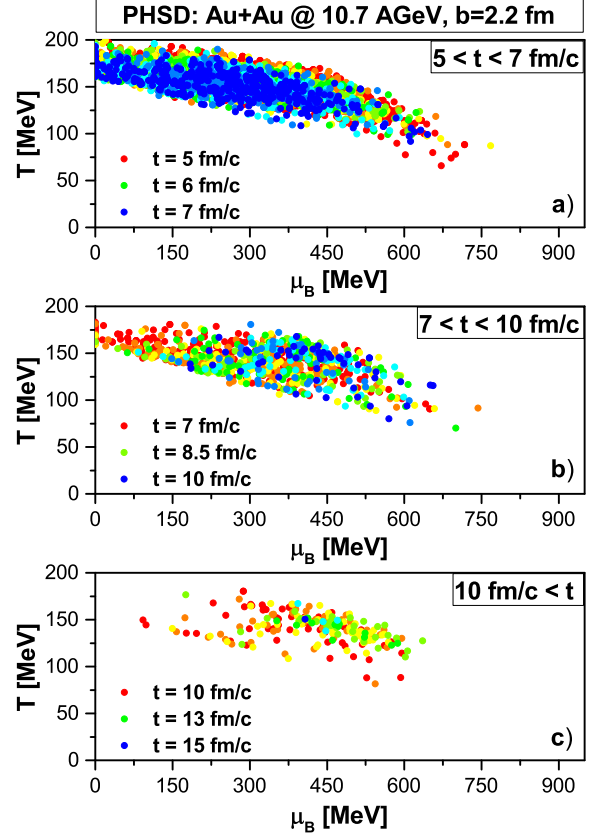 PHSD: Au+Au @ 10.7 AGeV, b=2.2 fm
200
5 < t < 7 fm/c
150
100
T [MeV]
50
t = 5 fm/c
t = 6 fm/c
t = 7 fm/c
a)
0
0 150 300 450 600 750 900
μB [MeV]
200
7 < t < 10 fm/c
150
100
T [MeV]
50
t = 7 fm/c
t = 8.5 fm/c
t = 10 fm/c
b)
0
0 150 300 450 600 750 900
μB [MeV]
200
10 fm/c < t
150
100
T [MeV]
50
t = 10 fm/c
t = 13 fm/c
t = 15 fm/c
c)
0
0 150 300 450 600 750 900
μB [MeV]